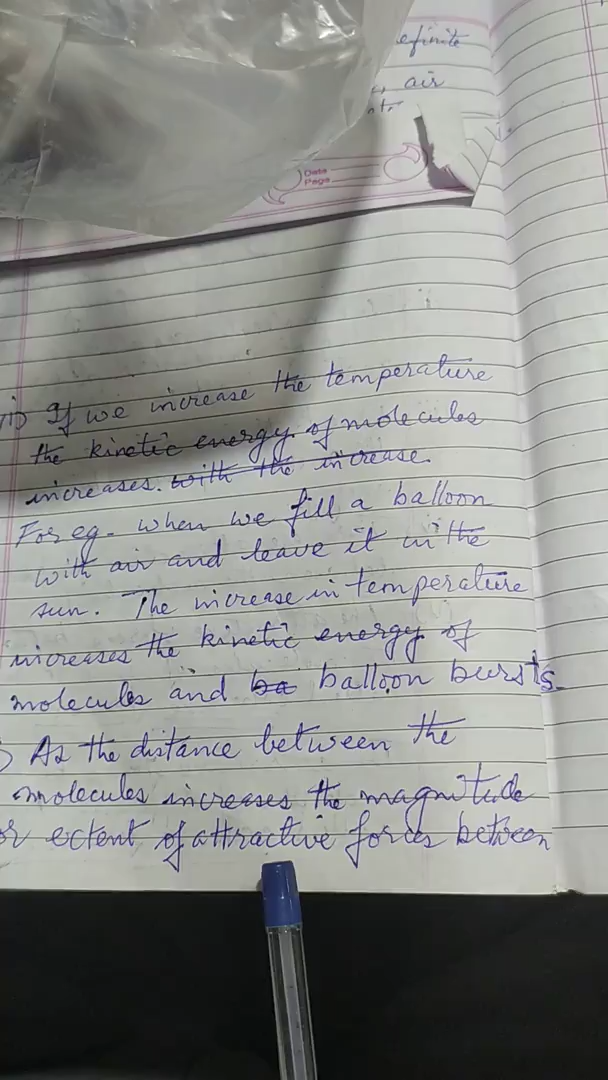 efinite
air
Date
Page
iii) If we increase the temperature
the kinetic energy of molecules
increases. with the increase.
For eg - when we fill a balloon
with air and leave it in the
sun. The increase in temperature
increases the kinetic energy of
molecules and ba balloon bursts
) As the distance between the
molecules increases the magnitude
or extent of attractive forces between